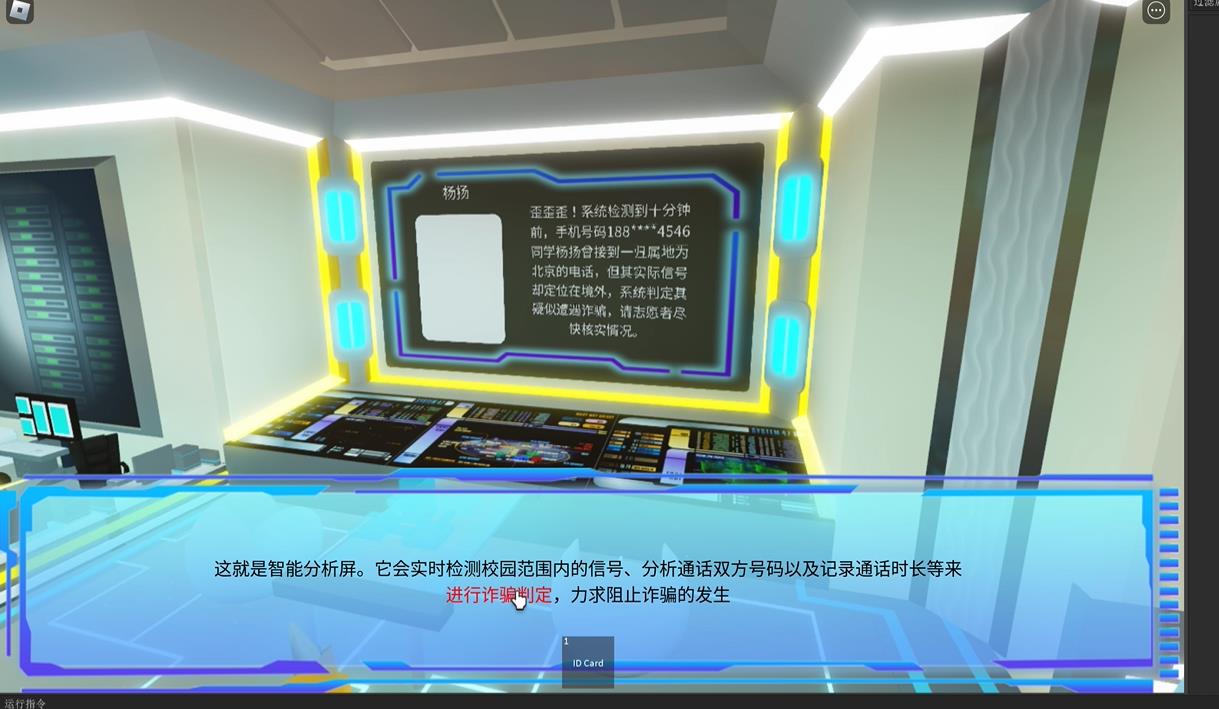 过滤
杨扬
歪歪歪！系统检测到十分钟
前，手机号码188****4546
同学杨扬曾接到一归属地为
北京的电话，但其实际信号
却定位在境外，系统判定其
疑似遭遇诈骗，请志愿者尽
快核实情况。
这就是智能分析屏。它会实时检测校园范围内的信号、分析通话双方号码以及记录通话时长等来
进行诈骗判定，力求阻止诈骗的发生
1
ID Card
运行指令